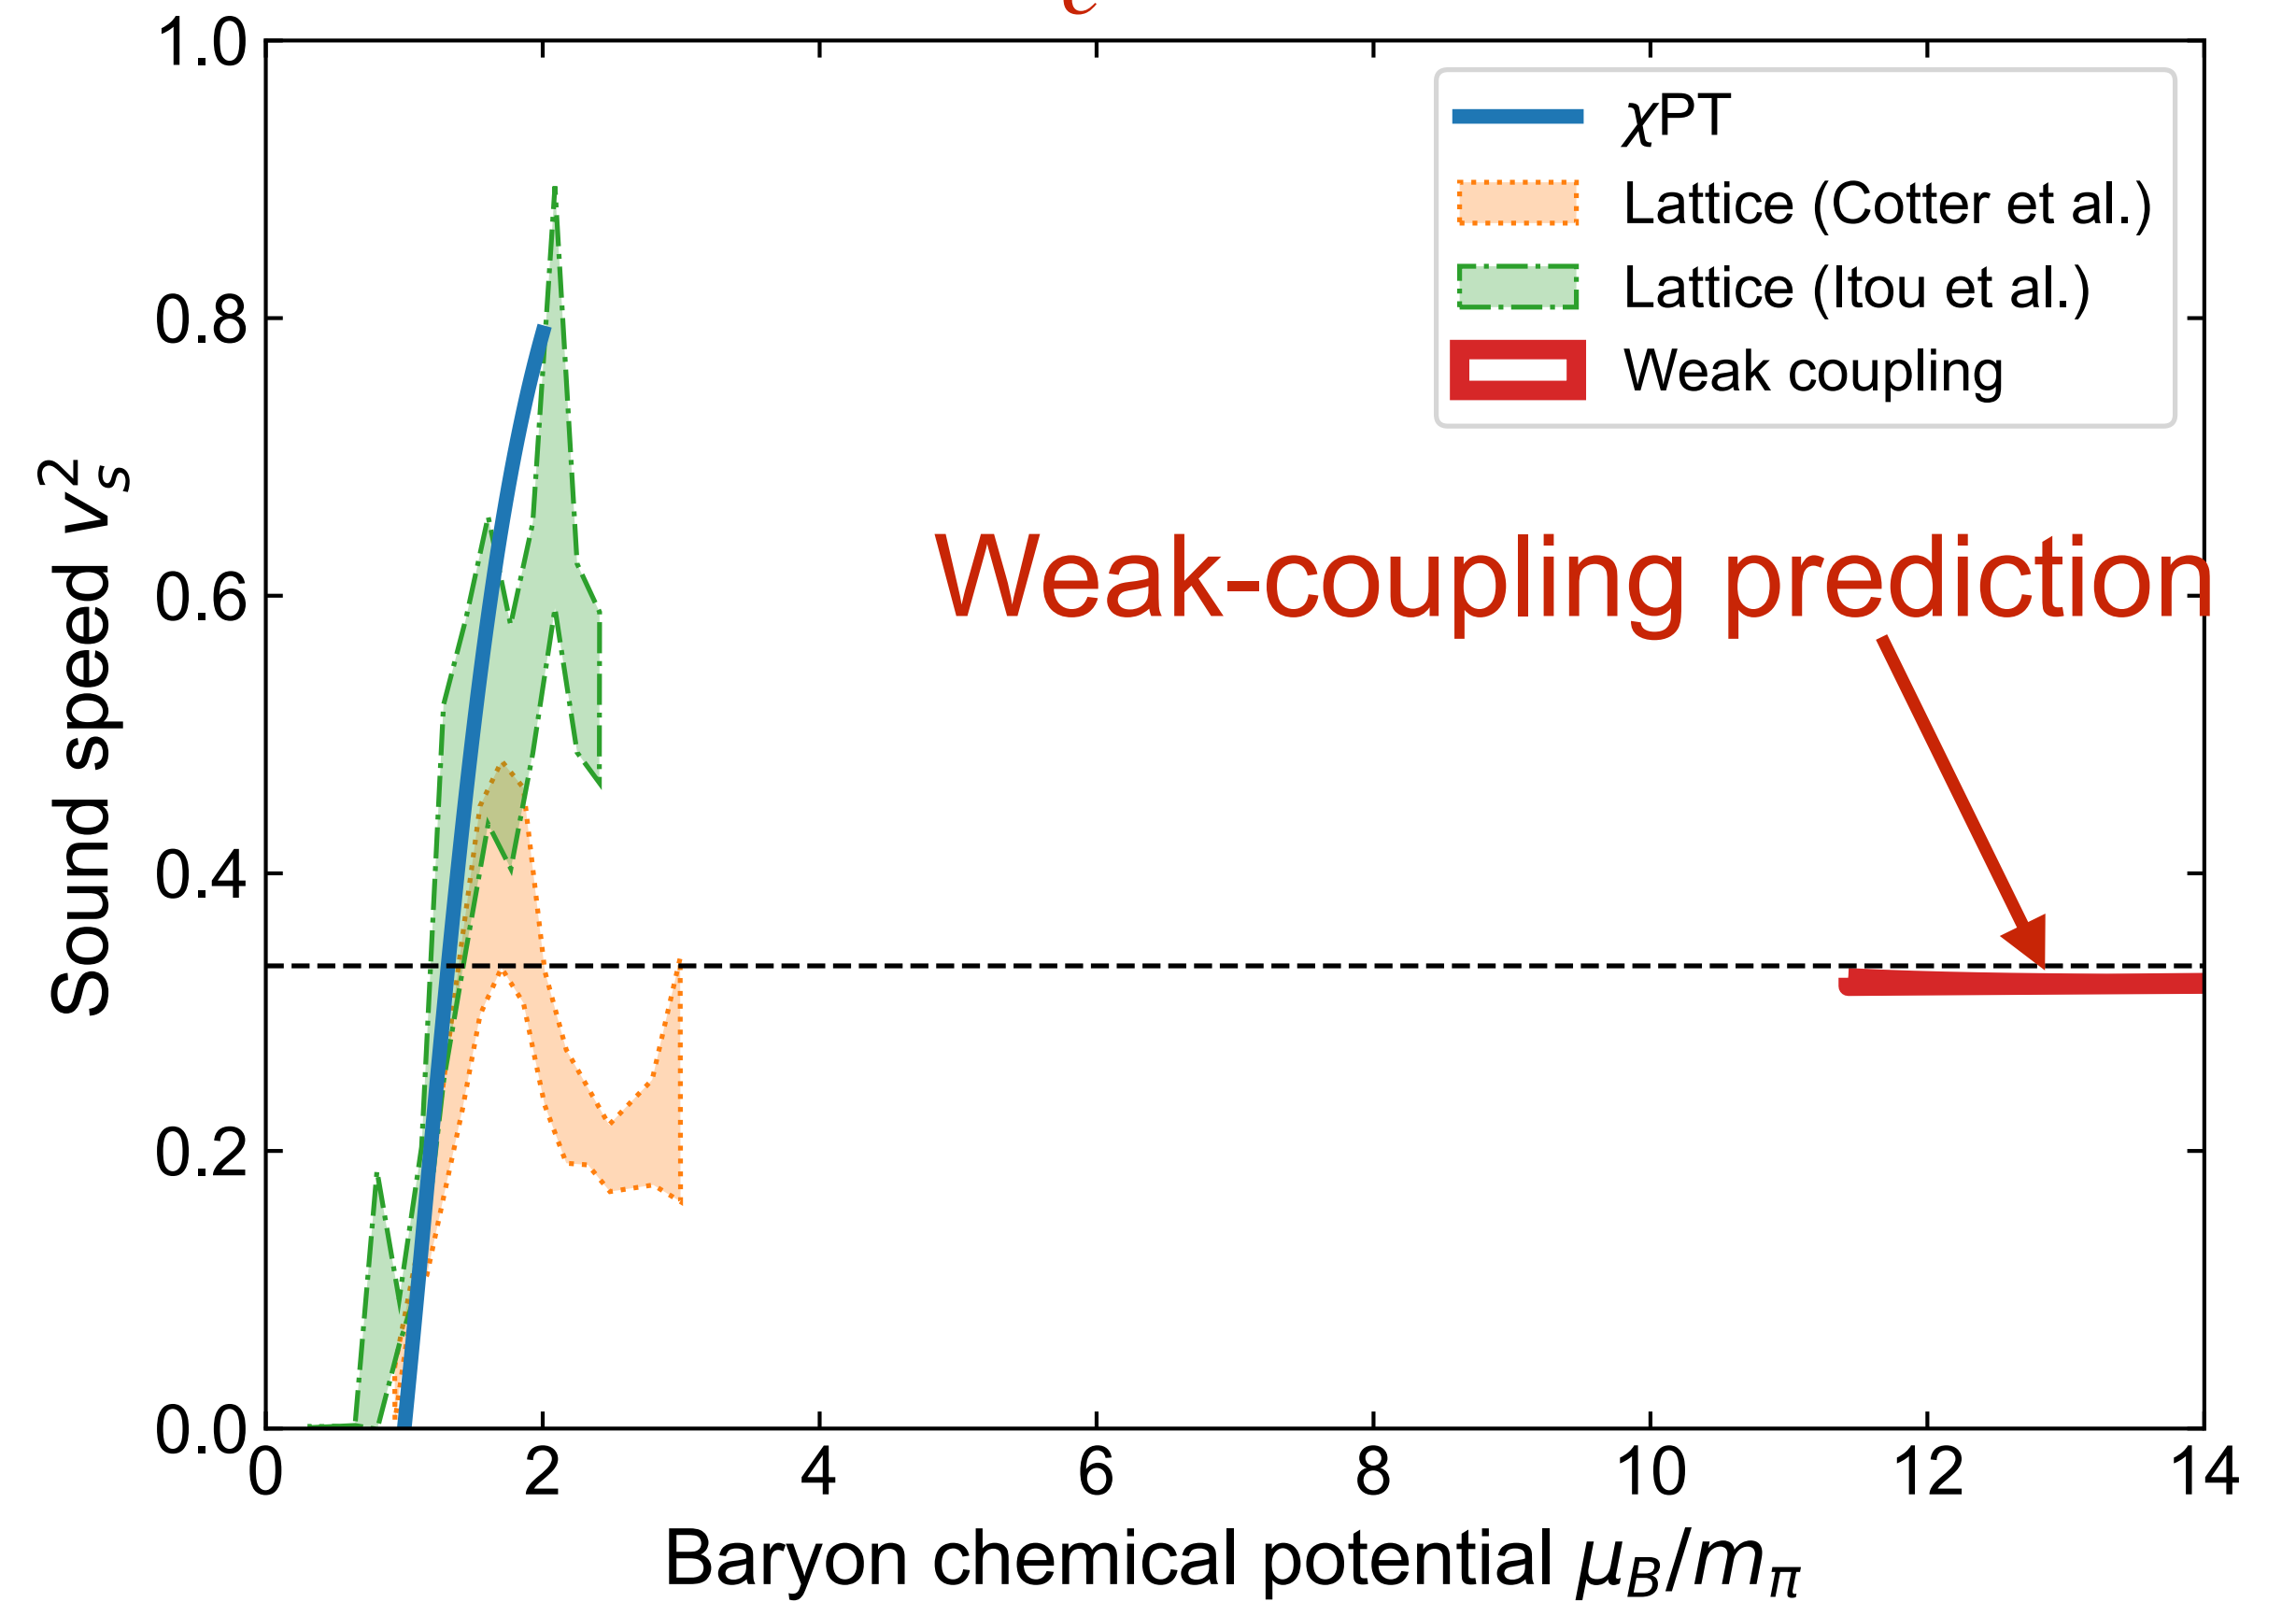 e
1.0
0.8
0.6
0.4
0.2
0.0
0
2
4
6
8
10
12
14
Sound speed v_s^2
Baryon chemical potential μ_B/m_π
χPT
Lattice (Cotter et al.)
Lattice (Itou et al.)
Weak coupling
Weak-coupling prediction